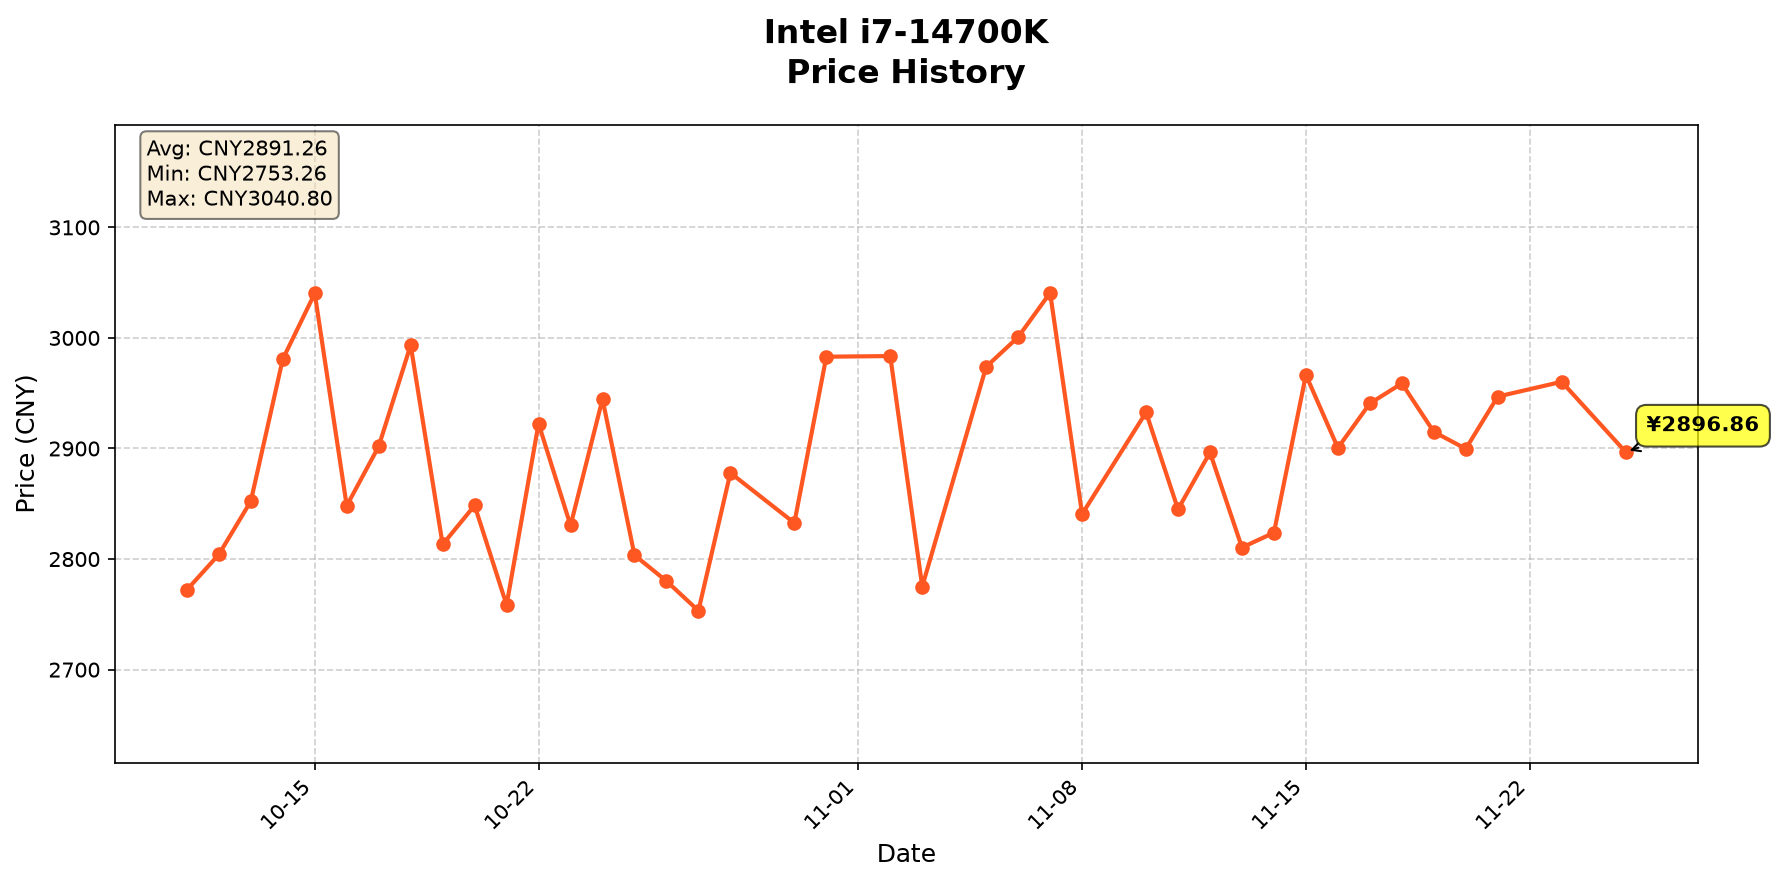 Intel i7-14700K
Price History
Avg: CNY2891.26
Min: CNY2753.26
Max: CNY3040.80
3100
3000
2900
2800
2700
Price (CNY)
¥2896.86
10-15
10-22
11-01
11-08
11-15
11-22
Date